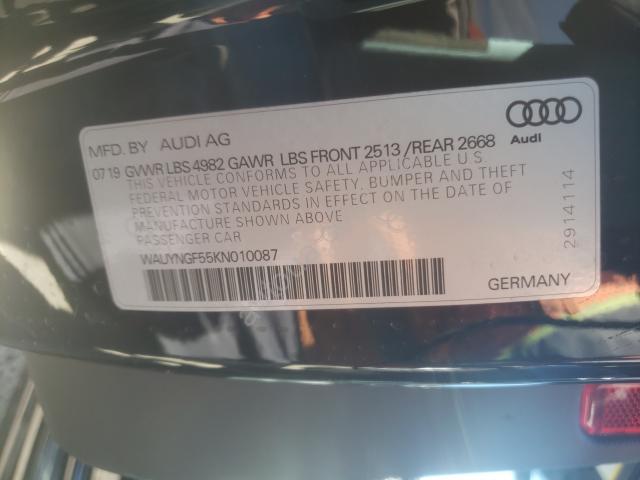 MFD. BY AUDI AG
Audi
07 19 GVWR LBS 4982 GAWR LBS FRONT 2513 /REAR 2668
THIS VEHICLE CONFORMS TO ALL APPLICABLE U.S.
FEDERAL MOTOR VEHICLE SAFETY, BUMPER AND THEFT
PREVENTION STANDARDS IN EFFECT ON THE DATE OF
MANUFACTURE SHOWN ABOVE
PASSENGER CAR
WAUYNGF55KN010087
GERMANY
2914114